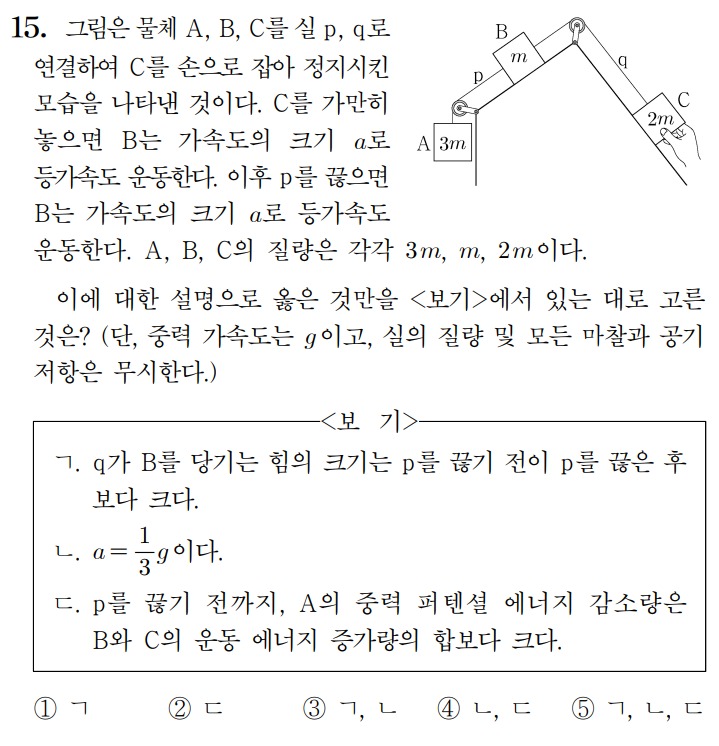 15. 그림은 물체 A, B, C를 실 p, q로
연결하여 C를 손으로 잡아 정지시킨
모습을 나타낸 것이다. C를 가만히
놓으면 B는 가속도의 크기 a로
등가속도 운동한다. 이후 p를 끊으면
B는 가속도의 크기 a로 등가속도
운동한다. A, B, C의 질량은 각각 3m, m, 2m이다.
B
m
p
q
C
2m
A
3m
이에 대한 설명으로 옳은 것만을 <보기>에서 있는 대로 고른
것은? (단, 중력 가속도는 g이고, 실의 질량 및 모든 마찰과 공기
저항은 무시한다.)
<보 기>
ㄱ. q가 B를 당기는 힘의 크기는 p를 끊기 전이 p를 끊은 후
보다 크다.
ㄴ. a=1/3g이다.
ㄷ. p를 끊기 전까지, A의 중력 퍼텐셜 에너지 감소량은
B와 C의 운동 에너지 증가량의 합보다 크다.
① ㄱ ② ㄷ ③ ㄱ, ㄴ ④ ㄴ, ㄷ ⑤ ㄱ, ㄴ, ㄷ